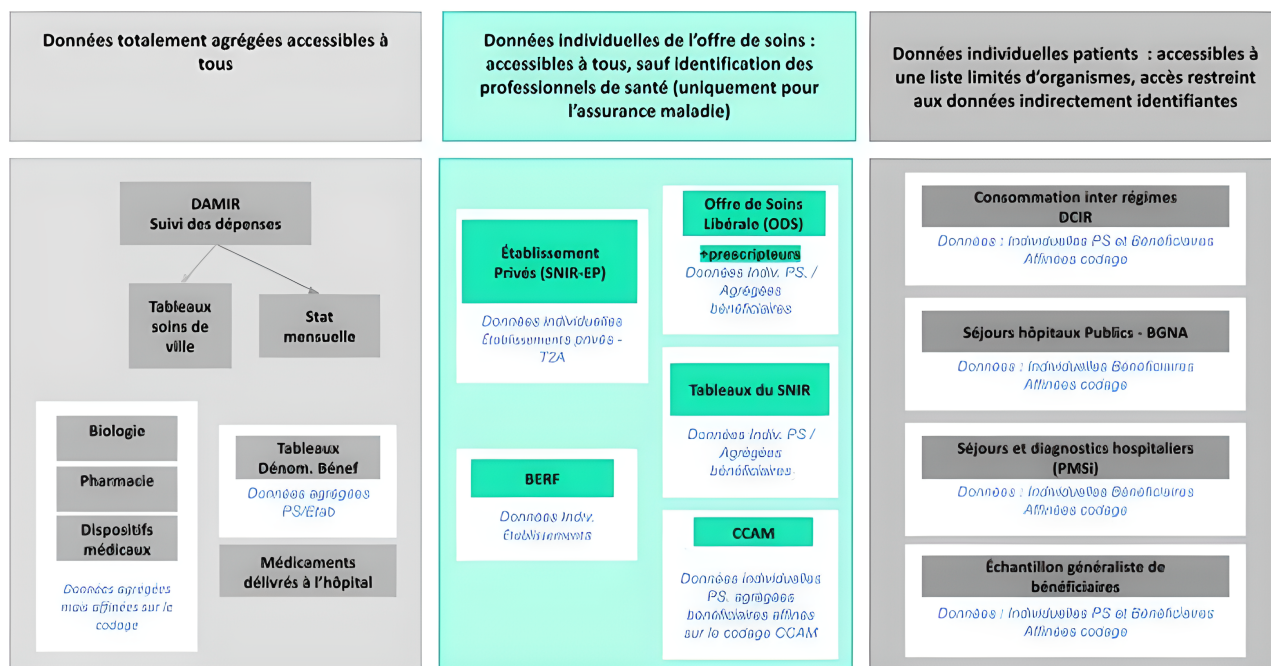 Données totalement agrégées accessibles à
tous
Données individuelles de l'offre de soins :
accessibles à tous, sauf identification des
professionnels de santé (uniquement pour
l'assurance maladie)
Données individuelles patients : accessibles à
une liste limités d'organismes, accès restreint
aux données indirectement identifiantes
DAMIR
Suivi des dépenses
Tableaux
soins de
ville
Stat
mensuelle
Biologie
Pharmacie
Dispositifs
médicaux
Données agrégées
mais affinées sur le
codage
Tableaux
Dénom. Bénef
Données agrégées
PS/Etab
Médicaments
délivrés à l'hôpital
Établissement
Privés (SNIR-EP)
Données individuelles
Établissements privés -
T2A
BERF
Données Indiv.
Établissements
Offre de Soins
Libérale (ODS)
+prescripteurs
Données Indiv. PS. /
Agrégées
bénéficiaires
Tableaux du SNIR
Données Indiv. PS /
Agrégées
bénéficiaires.
CCAM
Données individuelles
PS, agrégées
bénéficiaires affinés
sur le codage CCAM
Consommation inter régimes
DCIR
Données : Individuelles PS et Bénéficiaires
Affinées codage
Séjours hôpitaux Publics - BGNA
Données : Individuelles Bénéficiaires
Affinées codage
Séjours et diagnostics hospitaliers
(PMSi)
Données : Individuelles Bénéficiaires
Affinées codage
Échantillon généraliste de
bénéficiaires
Données : Individuelles PS et Bénéficiaires
Affinées codage